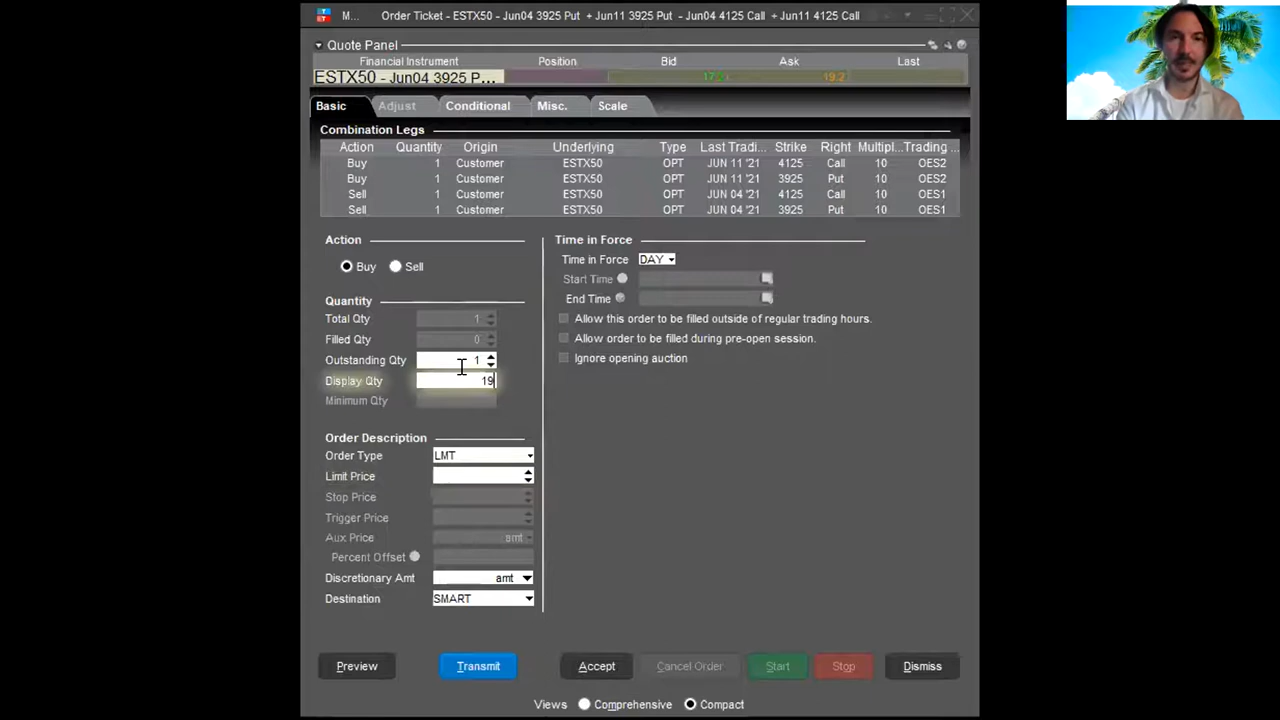 M... Order Ticket - ESTX50 - Jun04 3925 Put + Jun11 3925 Put - Jun04 4125 Call + Jun11 4125 Call
Quote Panel
Financial Instrument Position Bid Ask Last
ESTX50 - Jun04 3925 P... 19.2
Basic Adjust Conditional Misc. Scale
Combination Legs
Action Quantity Origin Underlying Type Last Tradi... Strike Right Multipl... Trading ...
Buy 1 Customer ESTX50 OPT JUN 11 '21 4125 Call 10 OES2
Buy 1 Customer ESTX50 OPT JUN 11 '21 3925 Put 10 OES2
Sell 1 Customer ESTX50 OPT JUN 04 '21 4125 Call 10 OES1
Sell 1 Customer ESTX50 OPT JUN 04 '21 3925 Put 10 OES1
Action
Buy Sell
Quantity
Total Qty 1
Filled Qty 0
Outstanding Qty 1
Display Qty 19
Minimum Qty
Order Description
Order Type LMT
Limit Price
Stop Price
Trigger Price
Aux Price amt
Percent Offset
Discretionary Amt amt
Destination SMART
Time in Force
Time in Force DAY
Start Time
End Time
Allow this order to be filled outside of regular trading hours.
Allow order to be filled during pre-open session.
Ignore opening auction
Preview Transmit Accept Cancel Order Start Stop Dismiss
Views Comprehensive Compact